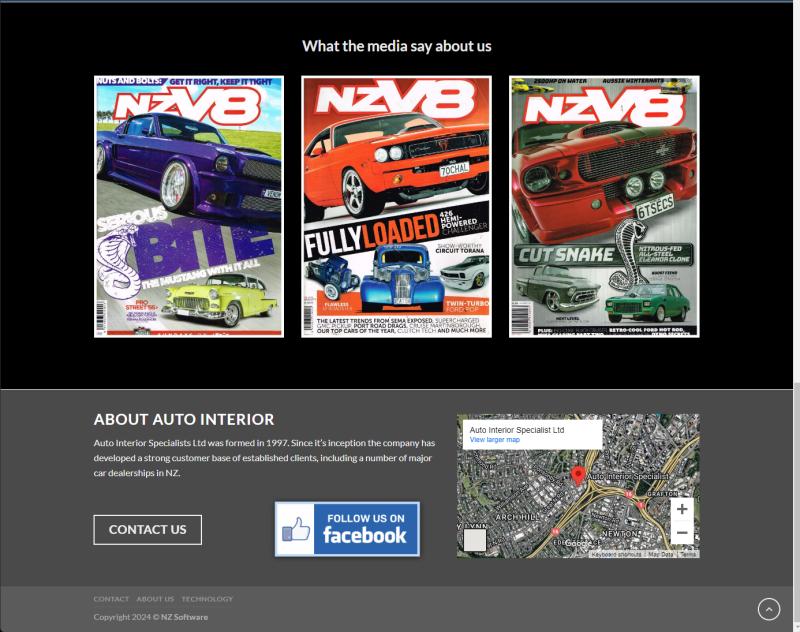 What the media say about us
NUTS AND BOLTS: GET IT RIGHT, KEEP IT TIGHT
NZV8
SERIOUS
BITE
THE MUSTANG WITH IT ALL
PRO
STREET '55
NZV8
70CHAL
FULLY LOADED
426
HEMI-
POWERED
CHALLENGER
SHOW-WORTHY
CIRCUIT TORANA
FLAWLESS
TWIN-TURBO
FORD POP
THE LATEST TRENDS FROM SEMA EXPOSED, SUPERCHARGED
GMC PICKUP, PORT ROAD DRAGS, CRUISE MARTINBOROUGH,
OUR TOP CARS OF THE YEAR, CLUTCH TECH AND MUCH MORE
2500HP ON WATER
AUSSIE WINTERNATS
NZV8
6T5ECS
CUT SNAKE
NITROUS-FED
ALL-STEEL
ELEANOR CLONE
NEXT LEVEL
PLUS:
RETRO-COOL FORD HOT ROD,
ABOUT AUTO INTERIOR
Auto Interior Specialists Ltd was formed in 1997. Since it's inception the company has
developed a strong customer base of established clients, including a number of major
car dealerships in NZ.
CONTACT US
FOLLOW US ON
facebook
Auto Interior Specialist Ltd
View larger map
Auto Interior Specialist
GRAFTON
ARCH HILL
NEWTON
Google
Keyboard shortcuts Map Data Terms
CONTACT ABOUT US TECHNOLOGY
Copyright 2024 © NZ Software